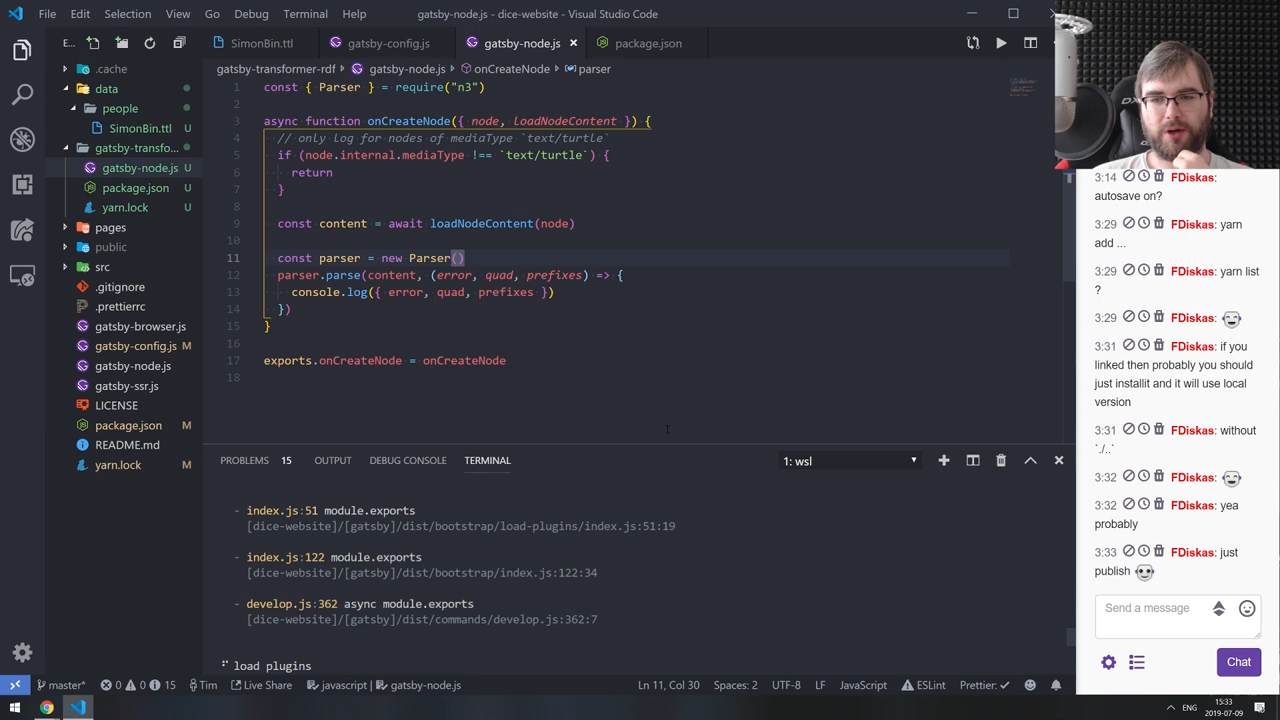 File Edit Selection View Go Debug Terminal Help
gatsby-node.js - dice-website - Visual Studio Code
E...
SimonBin.ttl gatsby-config.js gatsby-node.js package.json
gatsby-transformer-rdf gatsby-node.js onCreateNode parser
.cache
data
people
SimonBin.ttl U
gatsby-transfo...
gatsby-node.js U
package.json U
yarn.lock U
pages
public
src
.gitignore
.prettierrc
gatsby-browser.js
gatsby-config.js M
gatsby-node.js
gatsby-ssr.js
LICENSE
package.json M
README.md
yarn.lock M
1 const { Parser } = require("n3")
2
3 async function onCreateNode({ node, loadNodeContent }) {
4 // only log for nodes of mediaType `text/turtle`
5 if (node.internal.mediaType !== `text/turtle`) {
6 return
7 }
8
9 const content = await loadNodeContent(node)
10
11 const parser = new Parser()
12 parser.parse(content, (error, quad, prefixes) => {
13 console.log({ error, quad, prefixes })
14 })
15 }
16
17 exports.onCreateNode = onCreateNode
18
PROBLEMS 15 OUTPUT DEBUG CONSOLE TERMINAL
1: wsl
- index.js:51 module.exports
[dice-website]/[gatsby]/dist/bootstrap/load-plugins/index.js:51:19
- index.js:122 module.exports
[dice-website]/[gatsby]/dist/bootstrap/index.js:122:34
- develop.js:362 async module.exports
[dice-website]/[gatsby]/dist/commands/develop.js:362:7
load plugins
master* 0 0 15 Tim Live Share javascript | gatsby-node.js Ln 11, Col 30 Spaces: 2 UTF-8 LF JavaScript ESLint Prettier: ✓
3:14 FDiskas:
autosave on?
3:29 FDiskas: yarn
add ...
3:29 FDiskas: yarn list
?
3:29 FDiskas:
3:31 FDiskas: if you
linked then probably you should
just installit and it will use local
version
3:31 FDiskas: without
`./..`
3:32 FDiskas:
3:32 FDiskas: yea
probably
3:33 FDiskas: just
publish
Send a message
Chat
ENG
15:33
2019-07-09